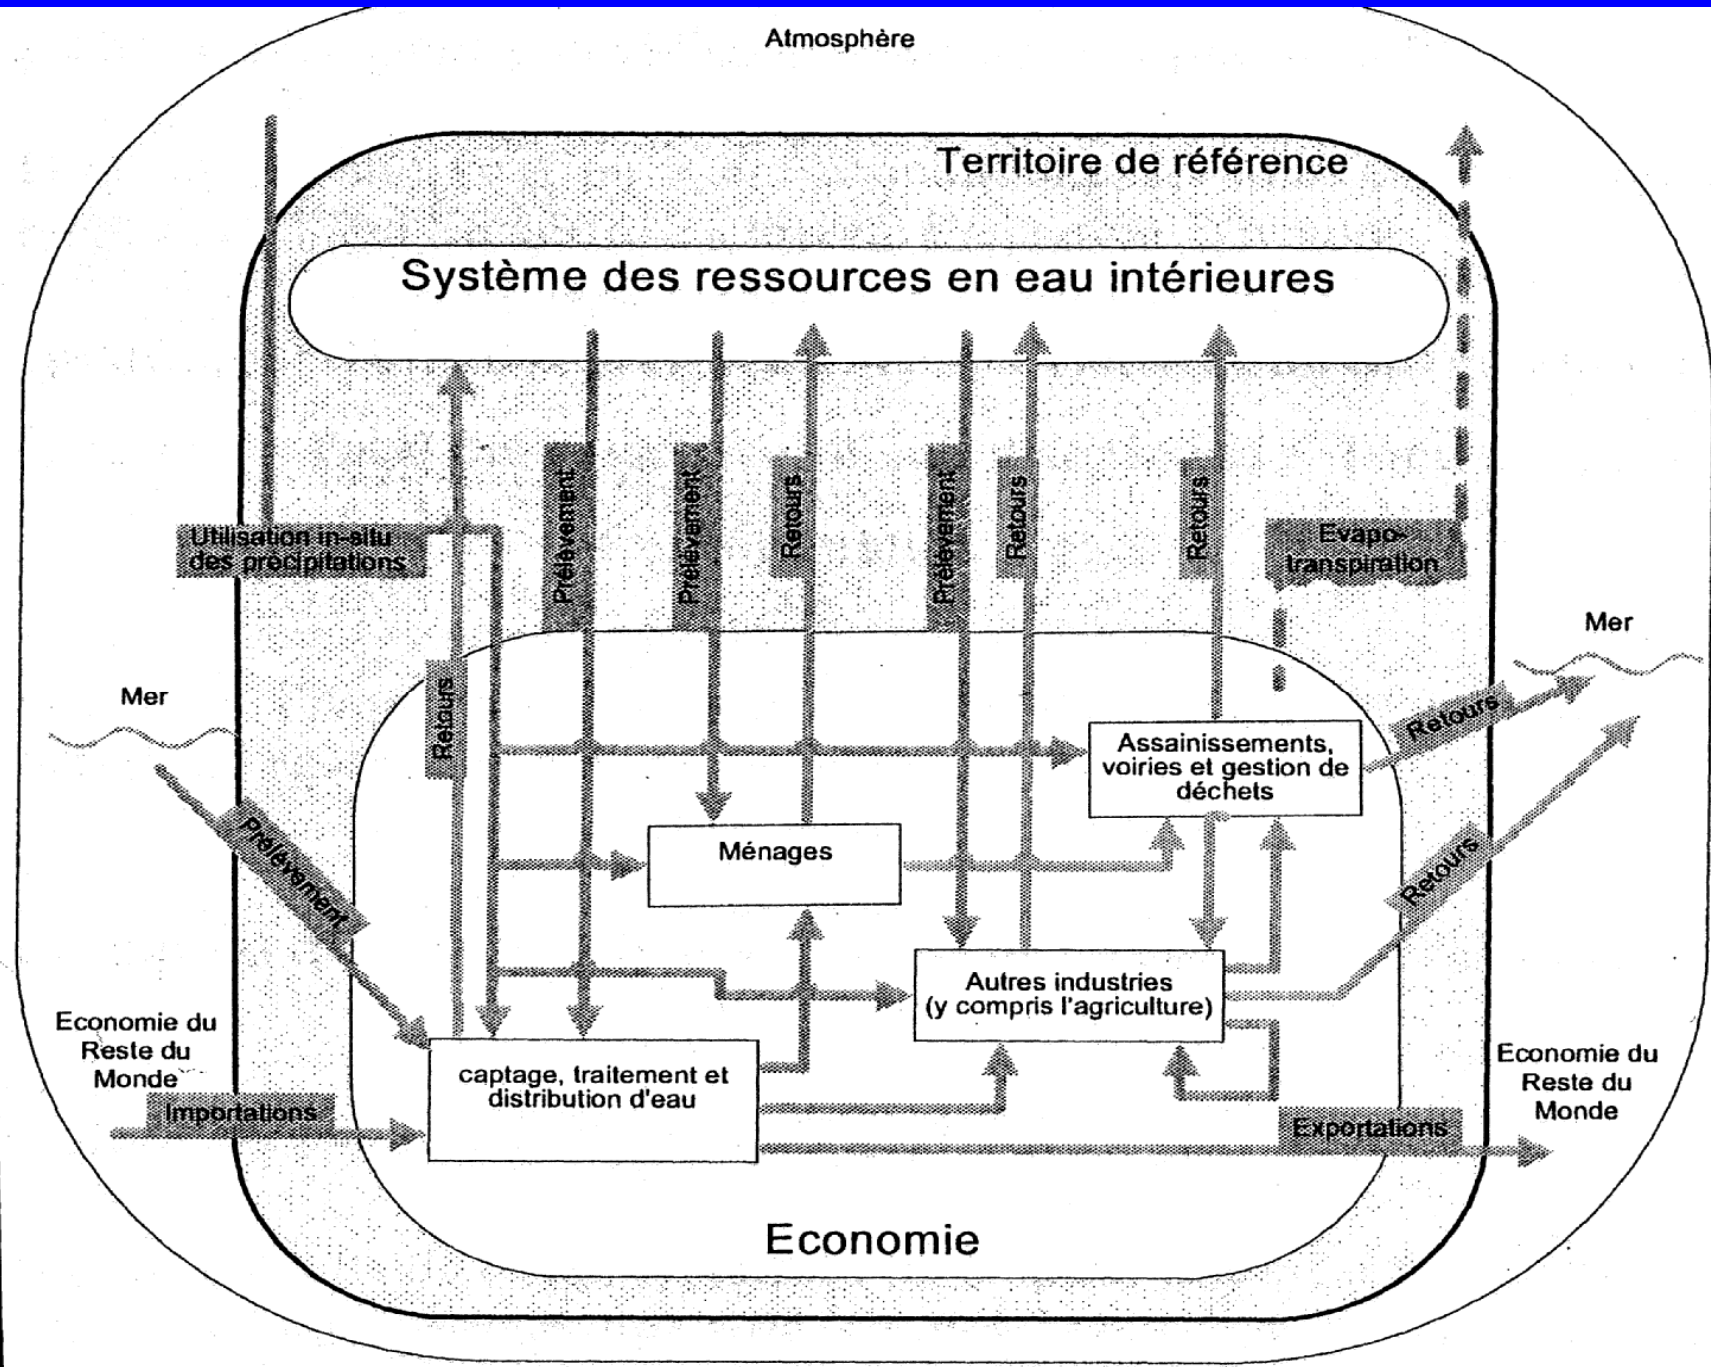 Atmosphère
Territoire de référence
Système des ressources en eau intérieures
Prélèvement
Prélèvement
Retours
Prélèvement
Retours
Retours
Utilisation in-situ
des précipitations
Evapo-
transpiration
Mer
Mer
Retours
Retours
Assainissements,
voiries et gestion de
déchets
Prélèvement
Ménages
Retours
Autres industries
(y compris l'agriculture)
Economie du
Reste du
Monde
Economie du
Reste du
Monde
captage, traitement et
distribution d'eau
Importations
Exportations
Economie